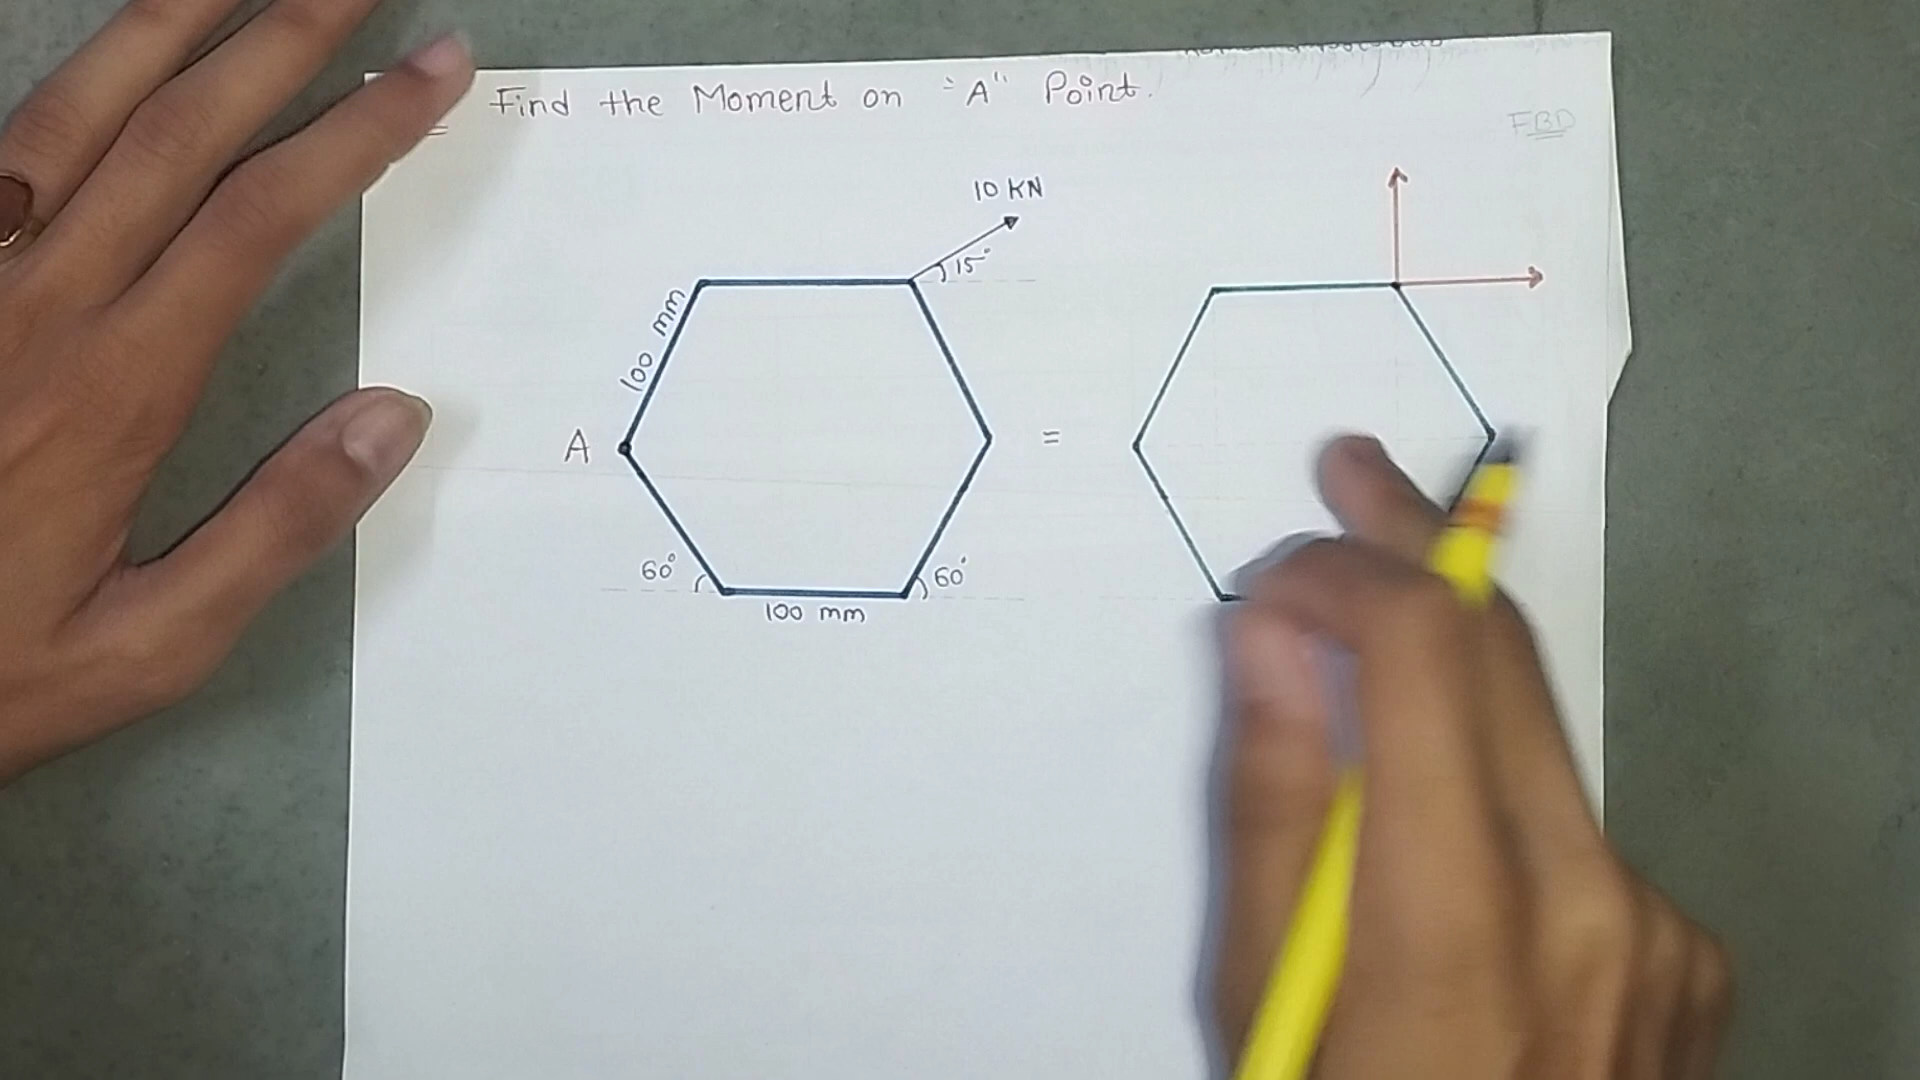 Find the Moment on "A" Point.
FBD
10 KN
15°
100 mm
A
=
60°
60°
100 mm